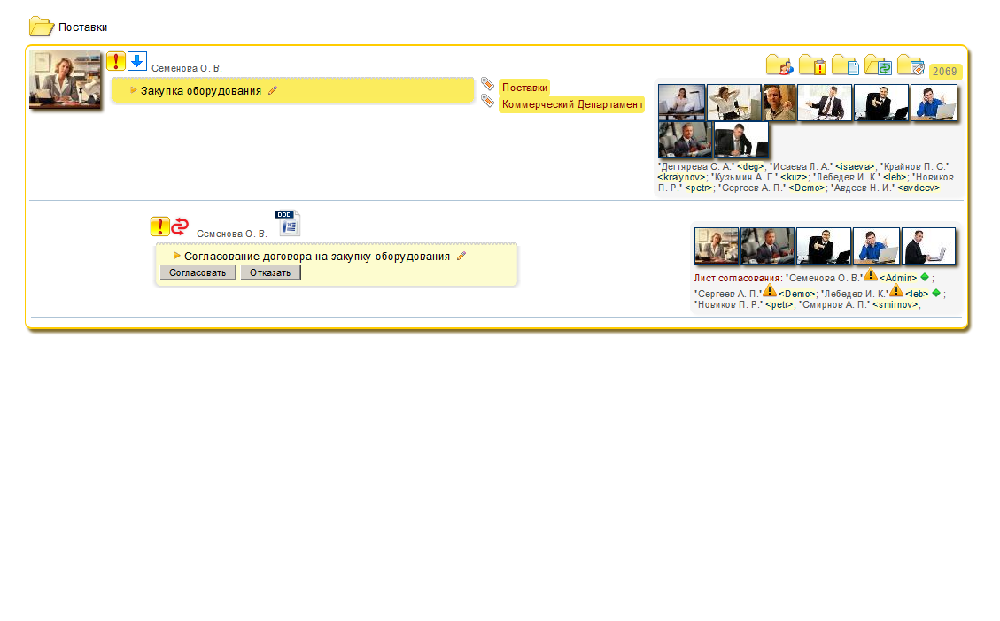 Поставки
Семенова О. В.
2069
Закупка оборудования
Поставки
Коммерческий Департамент
"Дегтярева С. А." <deg>; "Исаева Л. А." <isaeva>; "Крайнов П. С."
<kraiynov>; "Кузьмин А. Г." <kuz>; "Лебедев И. К." <leb>; "Новиков
П. Р." <petr>; "Сергеев А. П." <Demo>; "Авдеев Н. И." <avdeev>
DOC
Семенова О. В.
Согласование договора на закупку оборудования
Согласовать Отказать
Лист согласования: "Семенова О. В." <Admin> ;
"Сергеев А. П." <Demo>; "Лебедев И. К." <leb> ;
"Новиков П. Р." <petr>; "Смирнов А. П." <smirnov>;